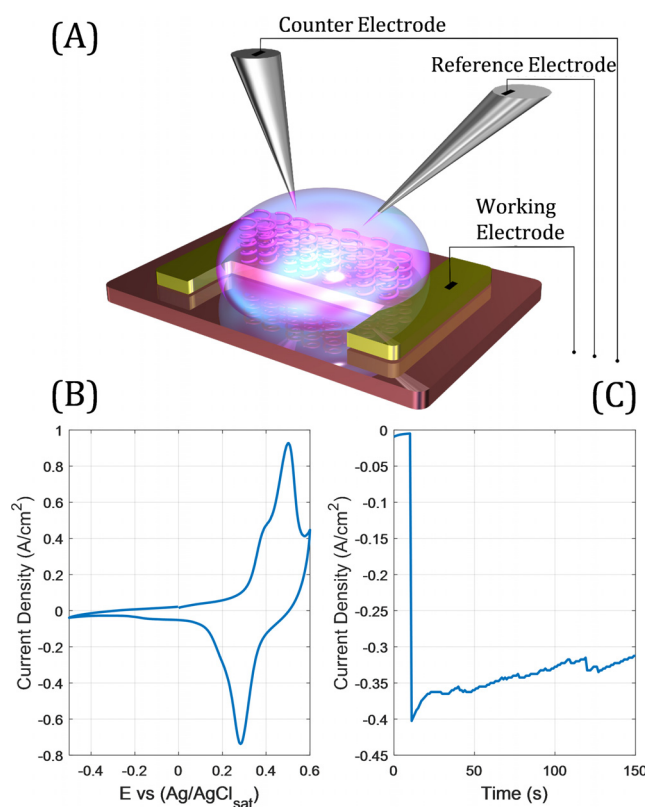 (A)
Counter Electrode
Reference Electrode
Working
Electrode
(B)
(C)
1
0.8
0.6
0.4
0.2
0
-0.2
-0.4
-0.6
-0.8
Current Density (A/cm²)
-0.4
-0.2
0
0.2
0.4
0.6
E vs (Ag/AgCl_sat)
0
-0.05
-0.1
-0.15
-0.2
-0.25
-0.3
-0.35
-0.4
-0.45
Current Density (A/cm²)
0
50
100
150
Time (s)